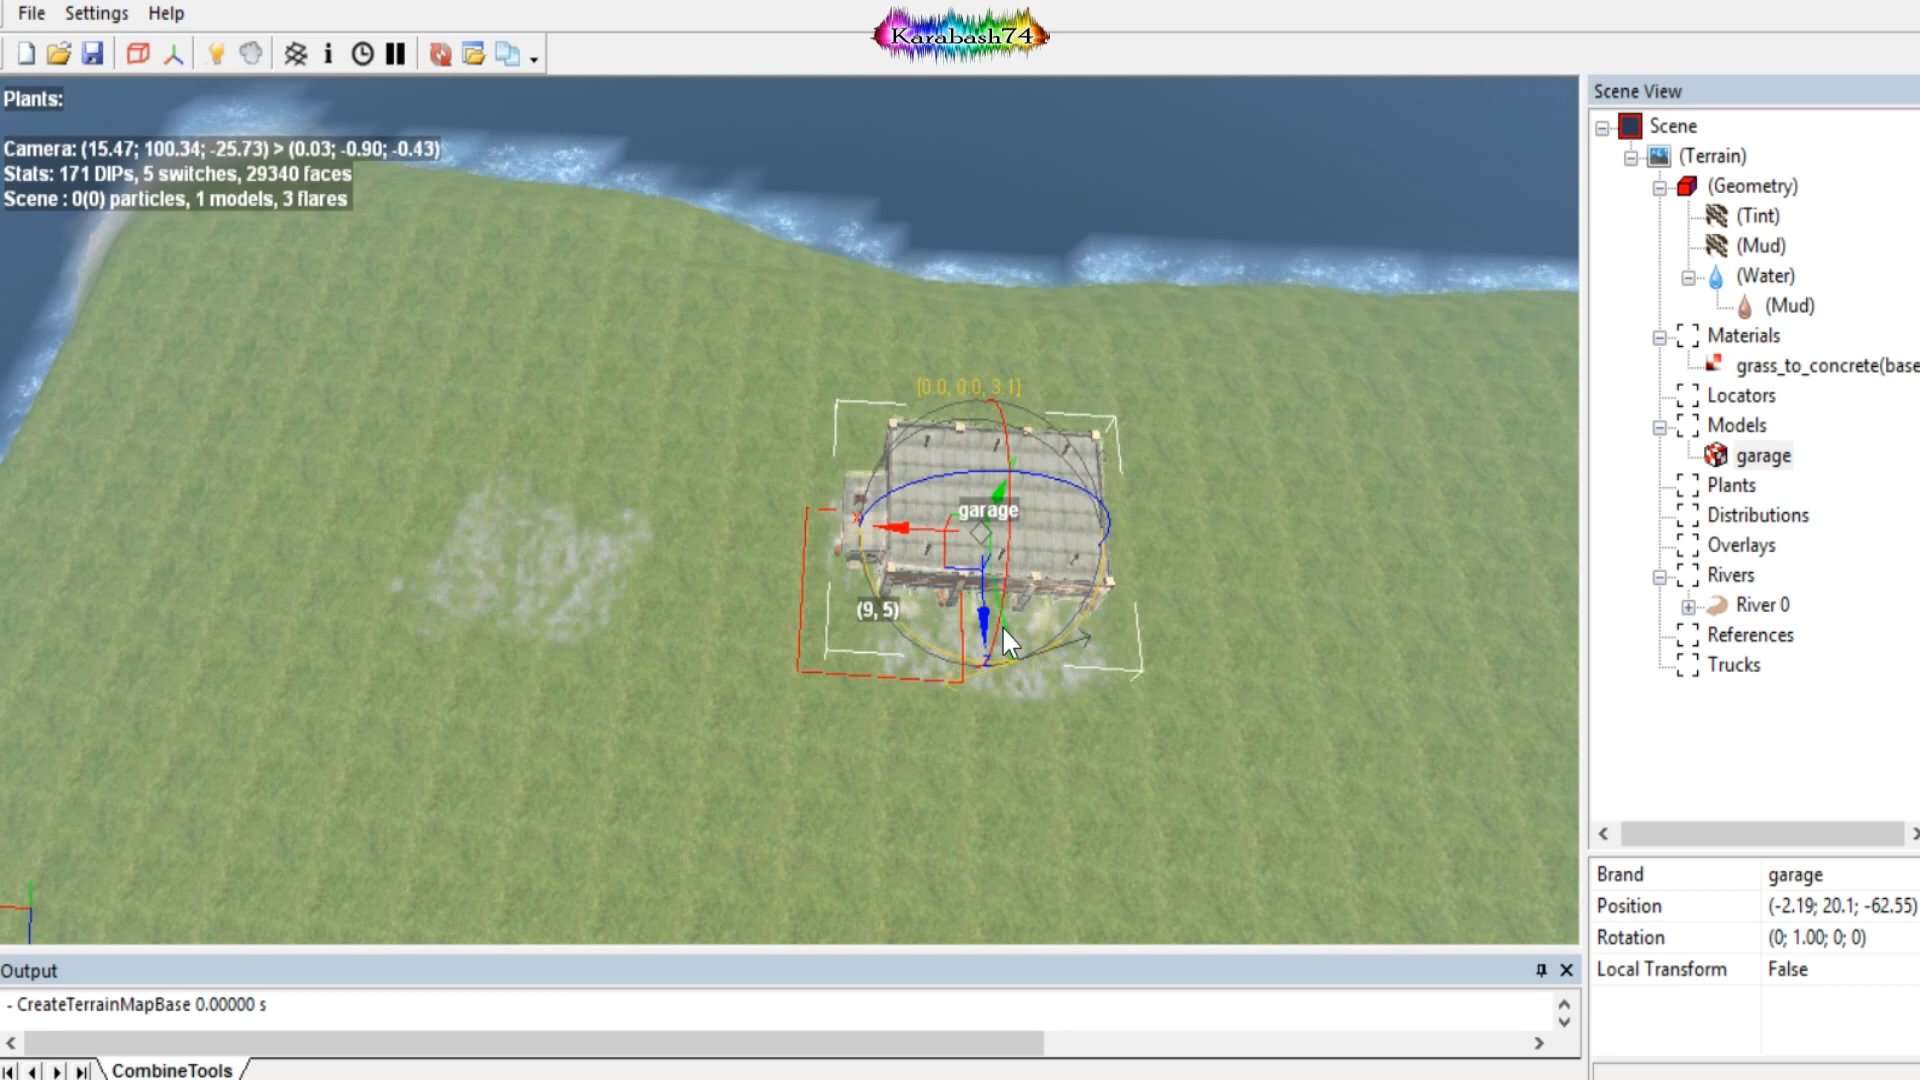 File Settings Help
Karabash74
Plants:
Camera: (15.47; 100.34; -25.73) > (0.03; -0.90; -0.43)
Stats: 171 DIPs, 5 switches, 29340 faces
Scene : 0(0) particles, 1 models, 3 flares
[0.0, 0.0, 3.1]
Y
X
garage
(9, 5)
Z
Scene View
Scene
(Terrain)
(Geometry)
(Tint)
(Mud)
(Water)
(Mud)
Materials
grass_to_concrete(base
Locators
Models
garage
Plants
Distributions
Overlays
Rivers
River 0
References
Trucks
Brand garage
Position (-2.19; 20.1; -62.55)
Rotation (0; 1.00; 0; 0)
Local Transform False
Output
- CreateTerrainMapBase 0.00000 s
CombineTools